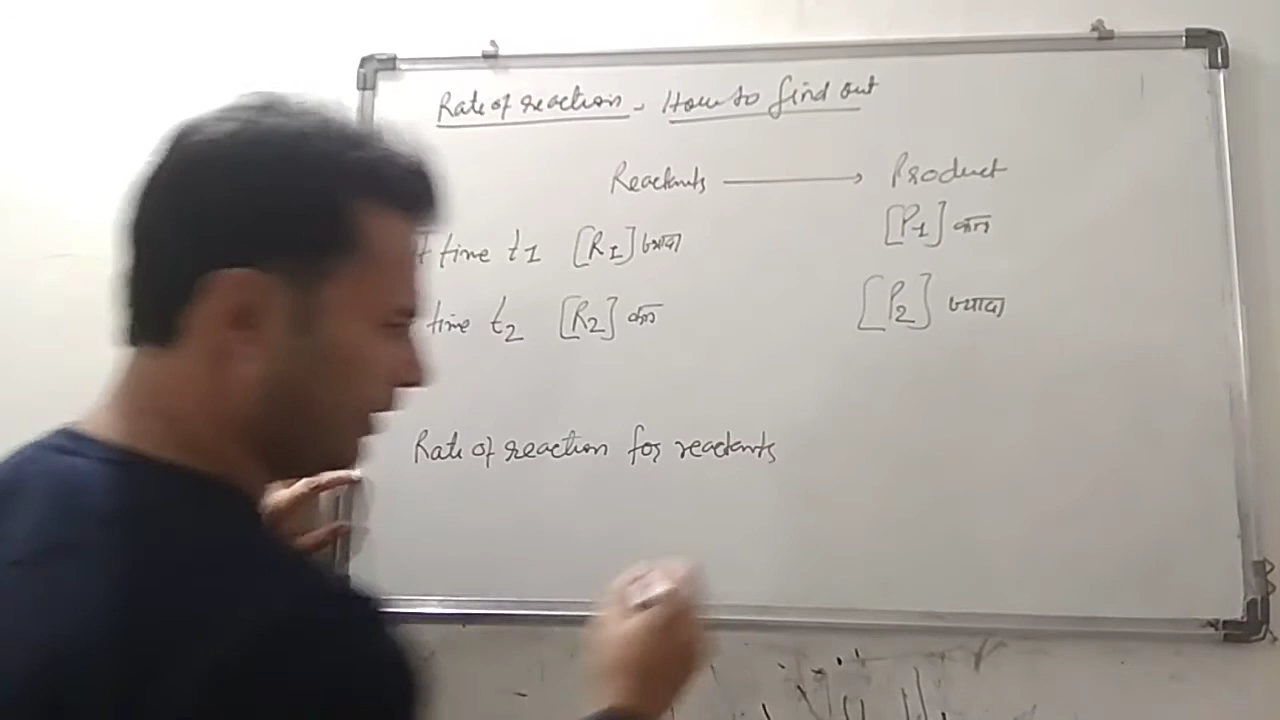 Rate of reaction - How to find out
Reactants → Product
time t1 [R1] ज्यादा [P1] कम
time t2 [R2] कम [P2] ज्यादा
Rate of reaction for reactants